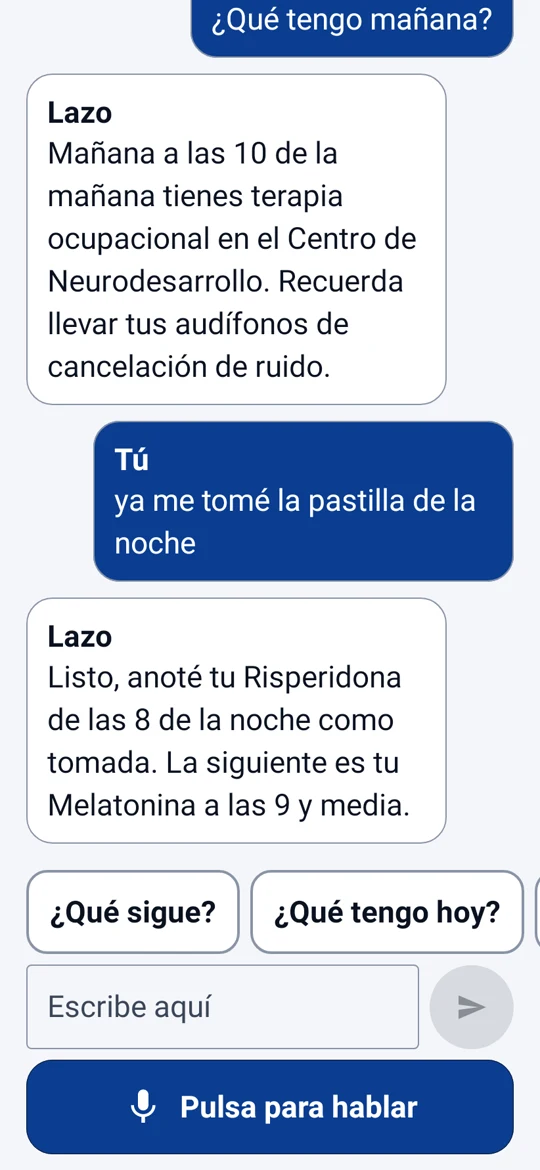 ¿Qué tengo mañana?
Lazo
Mañana a las 10 de la
mañana tienes terapia
ocupacional en el Centro de
Neurodesarrollo. Recuerda
llevar tus audífonos de
cancelación de ruido.
Tú
ya me tomé la pastilla de la
noche
Lazo
Listo, anoté tu Risperidona
de las 8 de la noche como
tomada. La siguiente es tu
Melatonina a las 9 y media.
¿Qué sigue? ¿Qué tengo hoy?
Escribe aquí
Pulsa para hablar